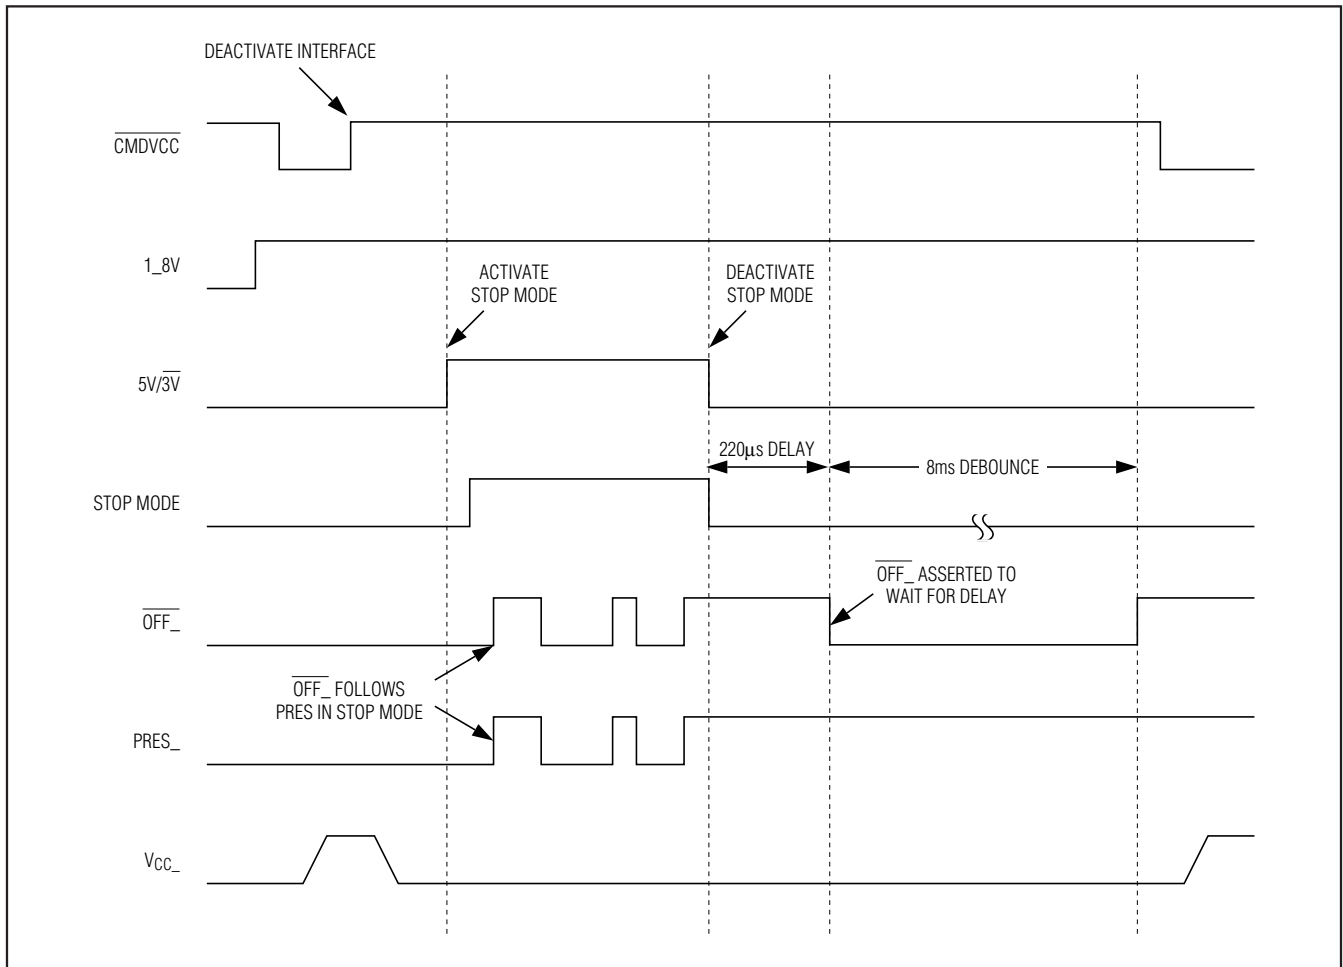 DEACTIVATE INTERFACE
CMDVCC
1_8V
ACTIVATE
STOP MODE
DEACTIVATE
STOP MODE
5V/3V
220μs DELAY
8ms DEBOUNCE
STOP MODE
OFF_ ASSERTED TO
WAIT FOR DELAY
OFF_
OFF_ FOLLOWS
PRES IN STOP MODE
PRES_
VCC_